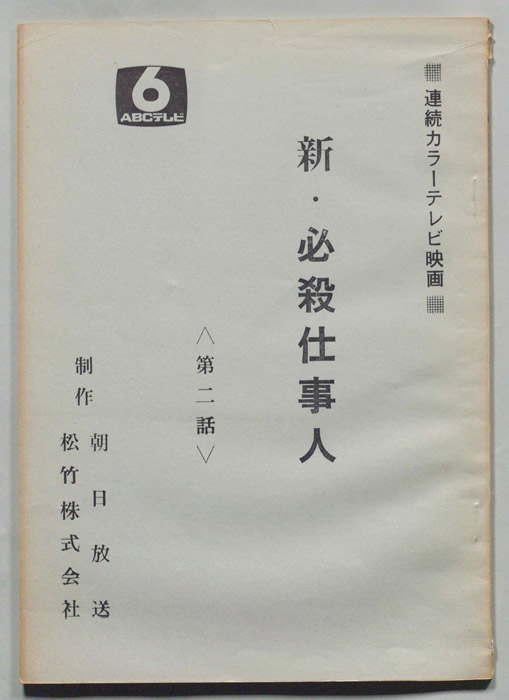 連続カラーテレビ映画
6
ABCテレビ
新・必殺仕事人
〈第二話〉
制作
朝日放送
松竹株式会社